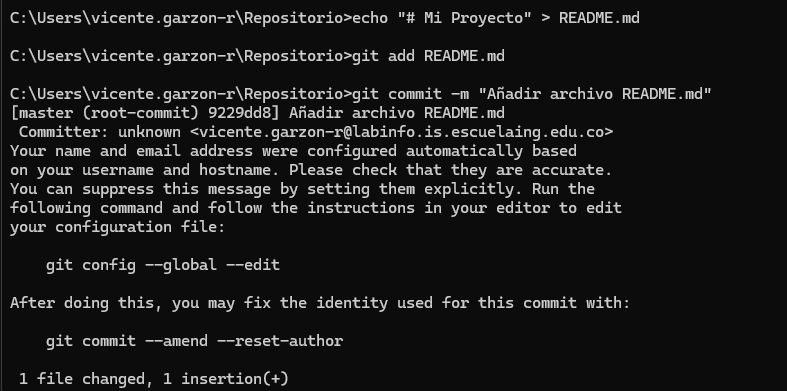 C:\Users\vicente.garzon-r\Repositorio>echo "# Mi Proyecto" > README.md
C:\Users\vicente.garzon-r\Repositorio>git add README.md
C:\Users\vicente.garzon-r\Repositorio>git commit -m "Añadir archivo README.md"
[master (root-commit) 9229dd8] Añadir archivo README.md
Committer: unknown <vicente.garzon-r@labinfo.is.escuelaing.edu.co>
Your name and email address were configured automatically based
on your username and hostname. Please check that they are accurate.
You can suppress this message by setting them explicitly. Run the
following command and follow the instructions in your editor to edit
your configuration file:
git config --global --edit
After doing this, you may fix the identity used for this commit with:
git commit --amend --reset-author
1 file changed, 1 insertion(+)